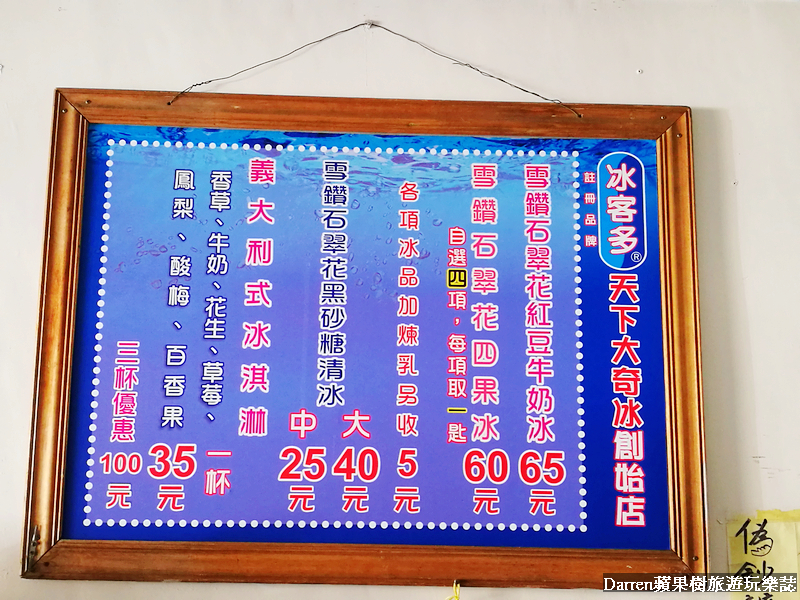 冰客多®
註冊品牌
天下大奇冰創始店
雪鑽石翠花紅豆牛奶冰 65元
雪鑽石翠花四果冰 60元
自選四項，每項取一匙
各項冰品加煉乳另收 5元
雪鑽石翠花黑砂糖清冰
大 40元
中 25元
義大利式冰淇淋
香草、牛奶、花生、草莓、
鳳梨、酸梅、百香果
一杯 35元
三杯優惠 100元
偽鈔
Darren蘋果樹旅遊玩樂誌